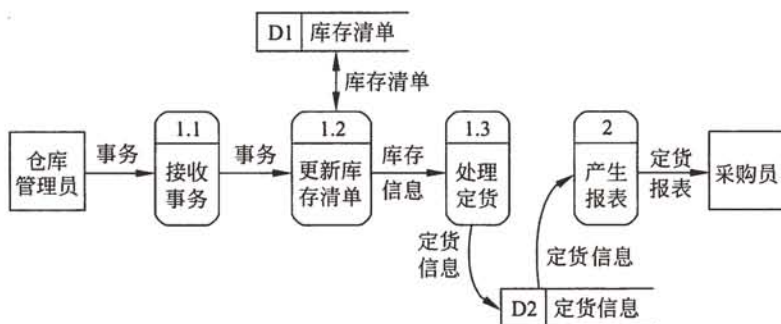 D1 库存清单
库存清单
1.1
1.2
1.3
2
仓库
管理员
事务
接收
事务
事务
更新库
存清单
库存
信息
处理
定货
产生
报表
定货
报表
采购员
定货
信息
定货信息
D2 定货信息